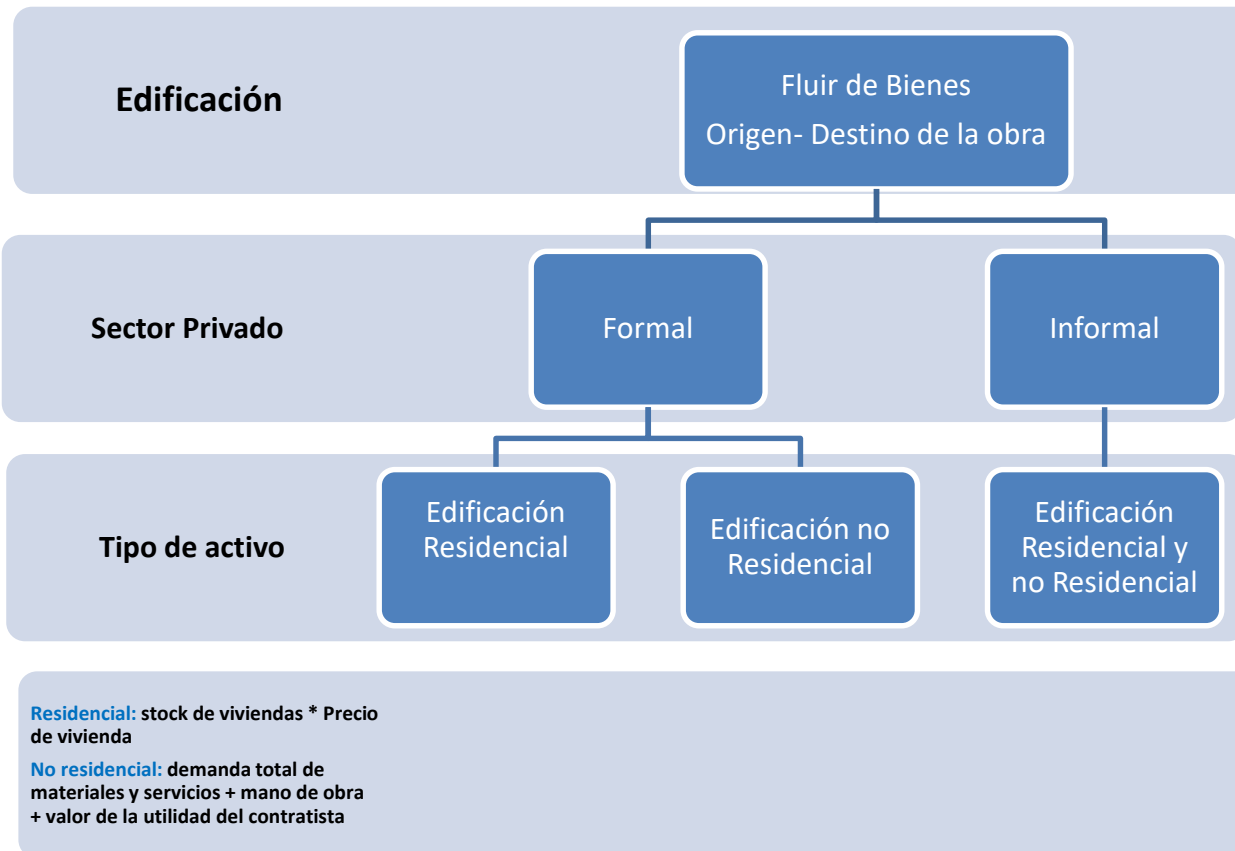 Edificación
Fluir de Bienes
Origen- Destino de la obra
Sector Privado
Formal
Informal
Tipo de activo
Edificación
Residencial
Edificación no
Residencial
Edificación
Residencial y
no Residencial
Residencial: stock de viviendas * Precio
de vivienda
No residencial: demanda total de
materiales y servicios + mano de obra
+ valor de la utilidad del contratista